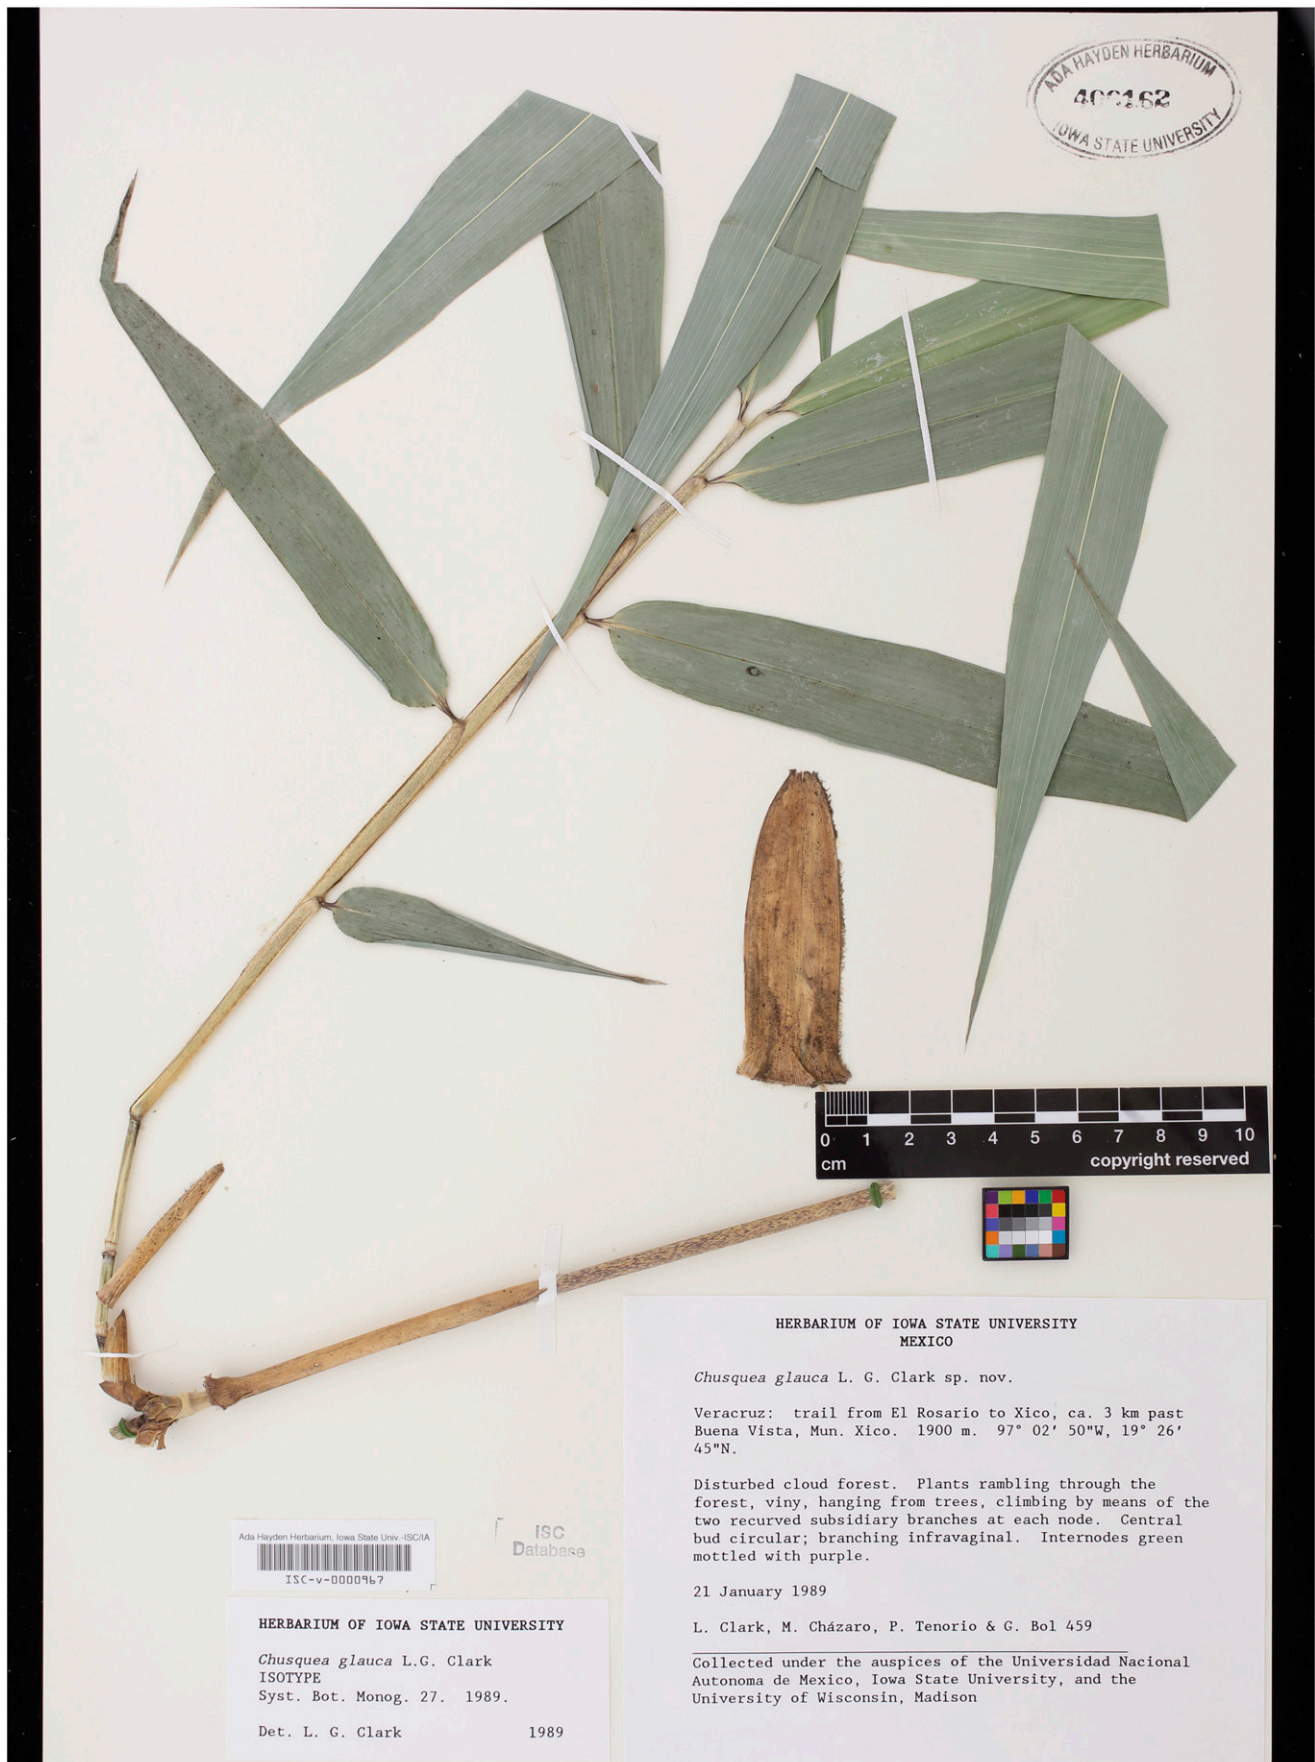 ADA HAYDEN HERBARIUM
IOWA STATE UNIVERSITY
0 1 2 3 4 5 6 7 8 9 10
cm
copyright reserved
HERBARIUM OF IOWA STATE UNIVERSITY
MEXICO
Chusquea glauca L. G. Clark sp. nov.
Veracruz: trail from El Rosario to Xico, ca. 3 km past
Buena Vista, Mun. Xico. 1900 m. 97° 02' 50"W, 19° 26'
45"N.
Disturbed cloud forest. Plants rambling through the
forest, viny, hanging from trees, climbing by means of the
two recurved subsidiary branches at each node. Central
bud circular; branching infravaginal. Internodes green
mottled with purple.
21 January 1989
L. Clark, M. Cházaro, P. Tenorio & G. Bol 459
Collected under the auspices of the Universidad Nacional
Autonoma de Mexico, Iowa State University, and the
University of Wisconsin, Madison
ISC
Database
Ada Hayden Herbarium, Iowa State Univ.-ISC/IA
ISC-v-0000967
HERBARIUM OF IOWA STATE UNIVERSITY
Chusquea glauca L.G. Clark
ISOTYPE
Syst. Bot. Monog. 27. 1989.
Det. L. G. Clark 1989